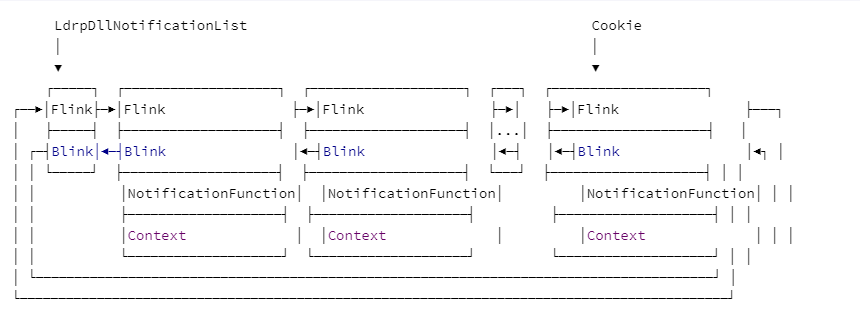 LdrpDllNotificationList Cookie
Flink Flink Flink Flink
...
Blink Blink Blink Blink
NotificationFunction NotificationFunction NotificationFunction
Context Context Context